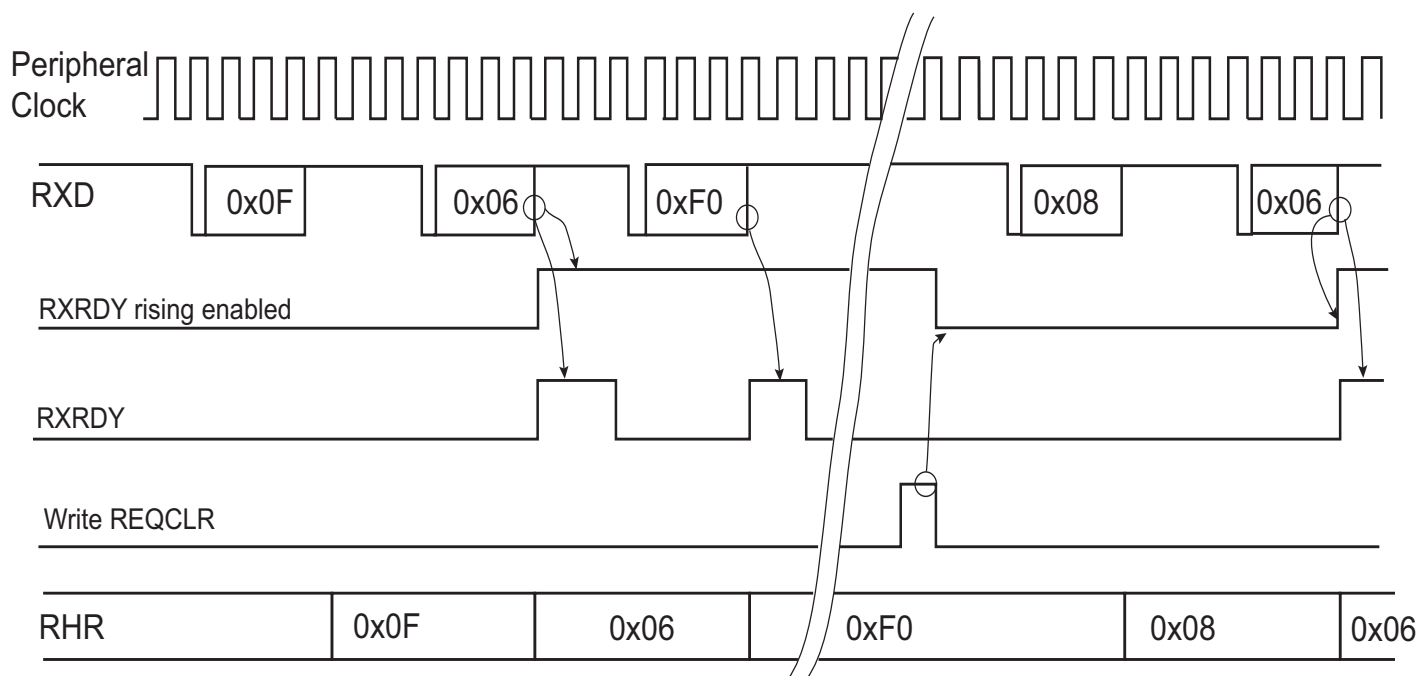 Peripheral
Clock
RXD
0x0F
0x06
0xF0
0x08
0x06
RXRDY rising enabled
RXRDY
Write REQCLR
RHR
0x0F
0x06
0xF0
0x08
0x06